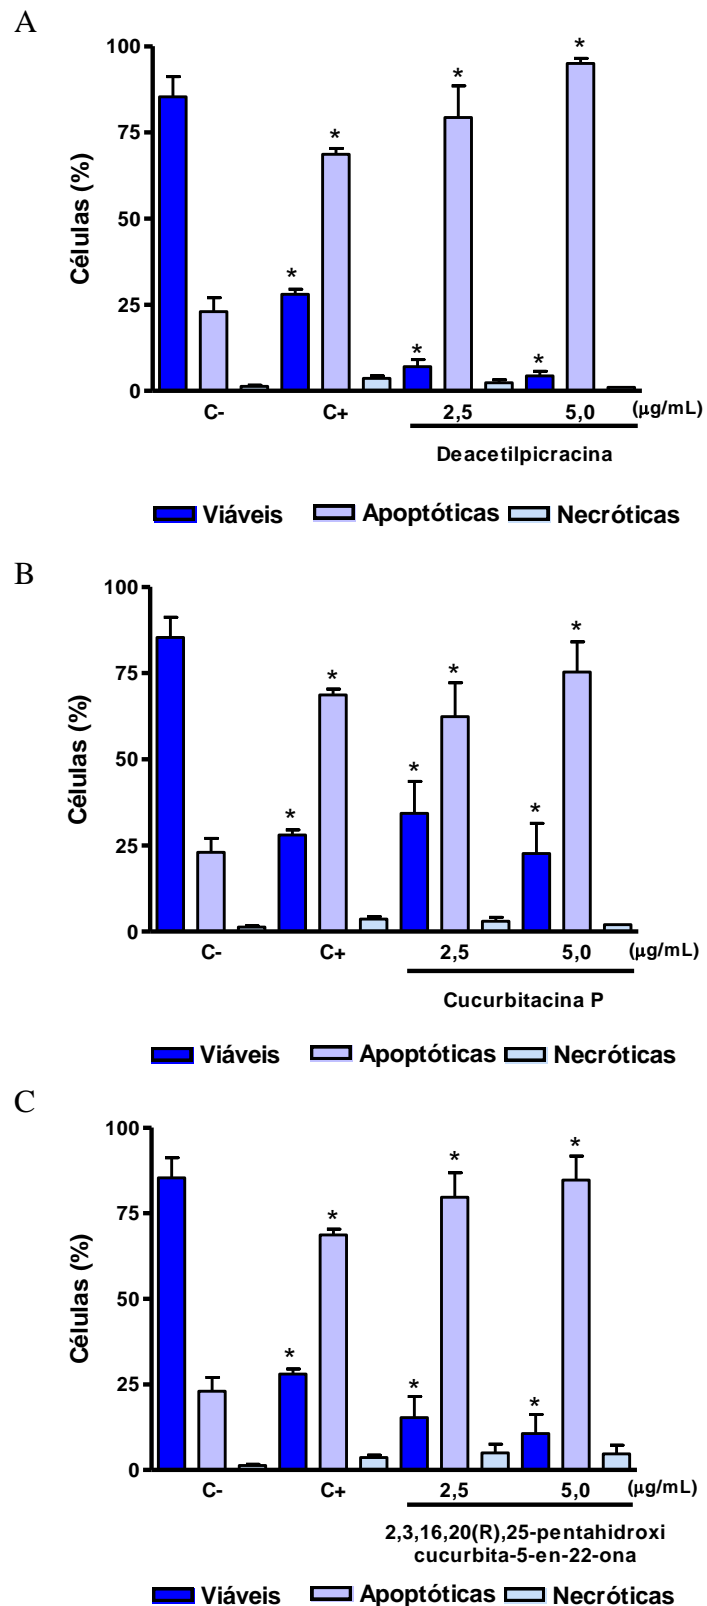 A
100
75
50
25
0
Células (%)
* * * * * *
C- C+ 2,5 5,0 (µg/mL)
Deacetilpicracina
Viáveis Apoptóticas Necróticas
B
100
75
50
25
0
Células (%)
* * * * * *
C- C+ 2,5 5,0 (µg/mL)
Cucurbitacina P
Viáveis Apoptóticas Necróticas
C
100
75
50
25
0
Células (%)
* * * * * *
C- C+ 2,5 5,0 (µg/mL)
2,3,16,20(R),25-pentahidroxi
cucurbita-5-en-22-ona
Viáveis Apoptóticas Necróticas